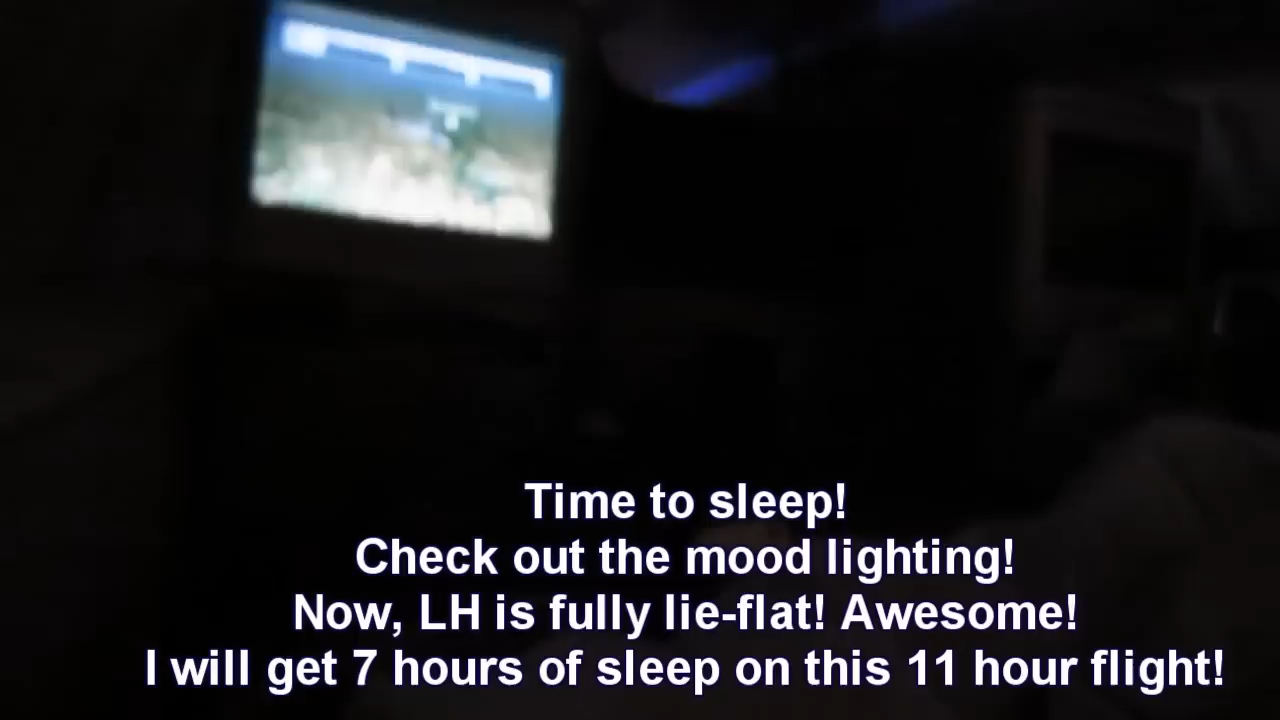 Time to sleep!
Check out the mood lighting!
Now, LH is fully lie-flat! Awesome!
I will get 7 hours of sleep on this 11 hour flight!